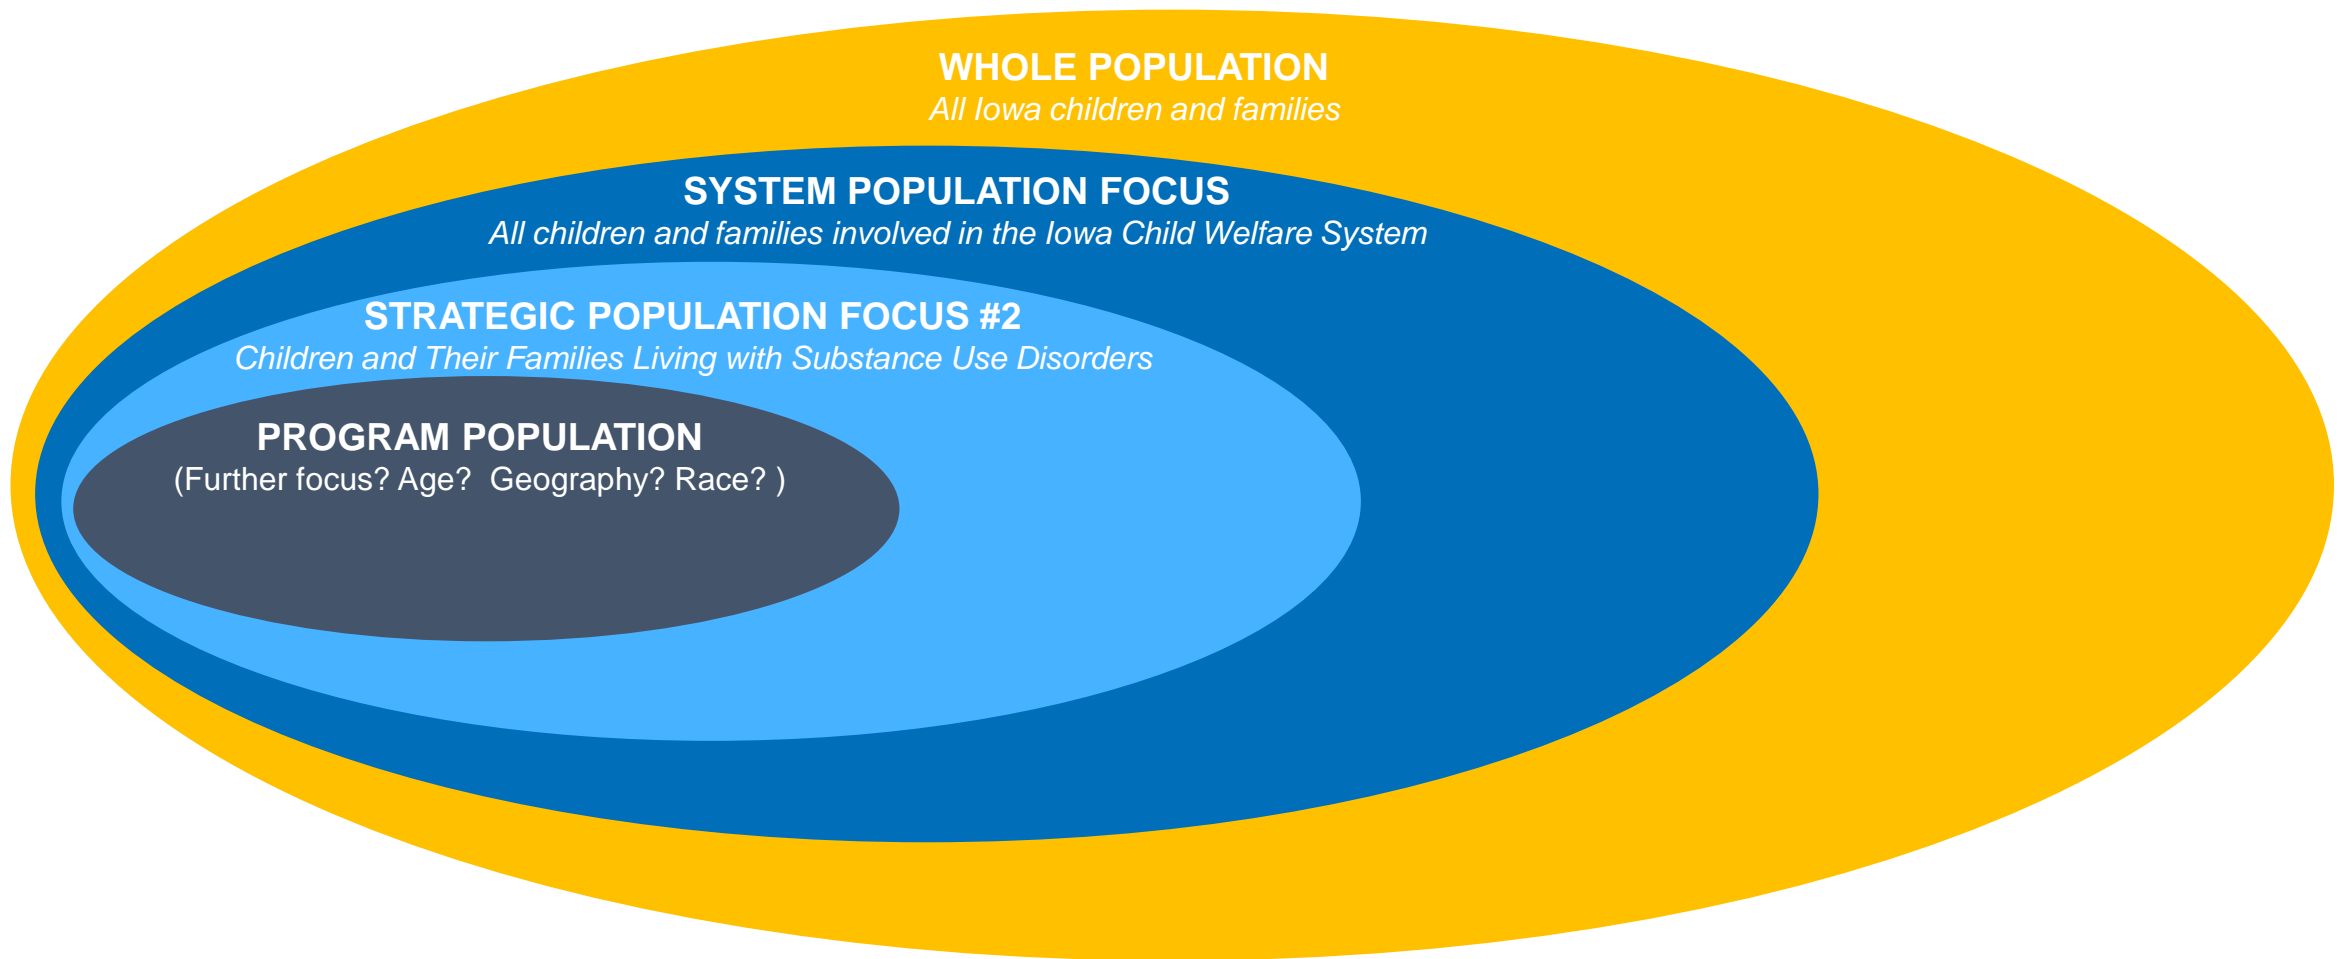 WHOLE POPULATION
All Iowa children and families
SYSTEM POPULATION FOCUS
All children and families involved in the Iowa Child Welfare System
STRATEGIC POPULATION FOCUS #2
Children and Their Families Living with Substance Use Disorders
PROGRAM POPULATION
(Further focus? Age?  Geography? Race? )